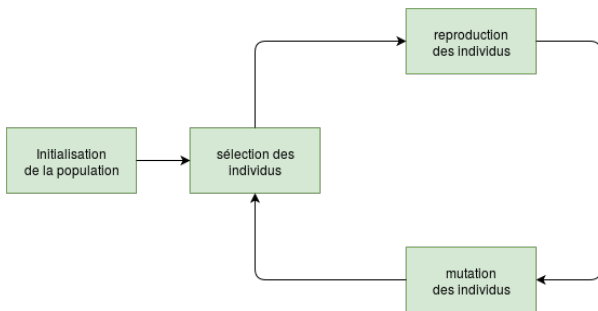 Initialisation
de la population
sélection des
individus
reproduction
des individus
mutation
des individus